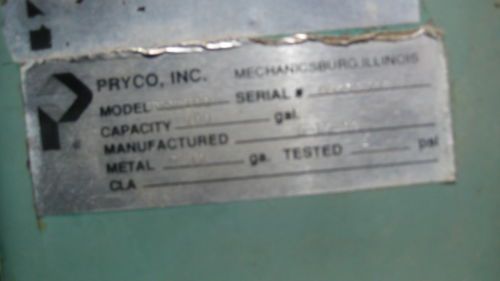 PRYCO, INC. MECHANICSBURG, ILLINOIS
MODEL SERIAL #
CAPACITY gal.
MANUFACTURED
METAL ga. TESTED psi
CLA